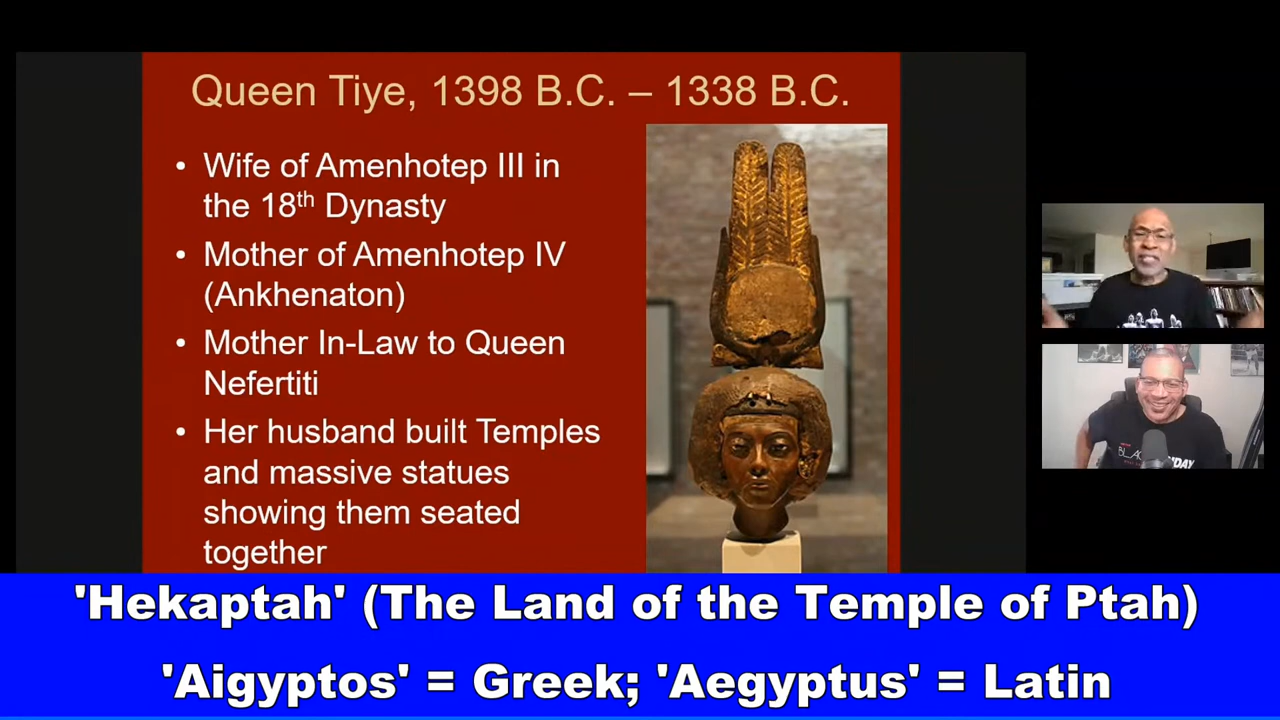 Queen Tiye, 1398 B.C. – 1338 B.C.
• Wife of Amenhotep III in
the 18th Dynasty
• Mother of Amenhotep IV
(Ankhenaton)
• Mother In-Law to Queen
Nefertiti
• Her husband built Temples
and massive statues
showing them seated
together
'Hekaptah' (The Land of the Temple of Ptah)
'Aigyptos' = Greek; 'Aegyptus' = Latin